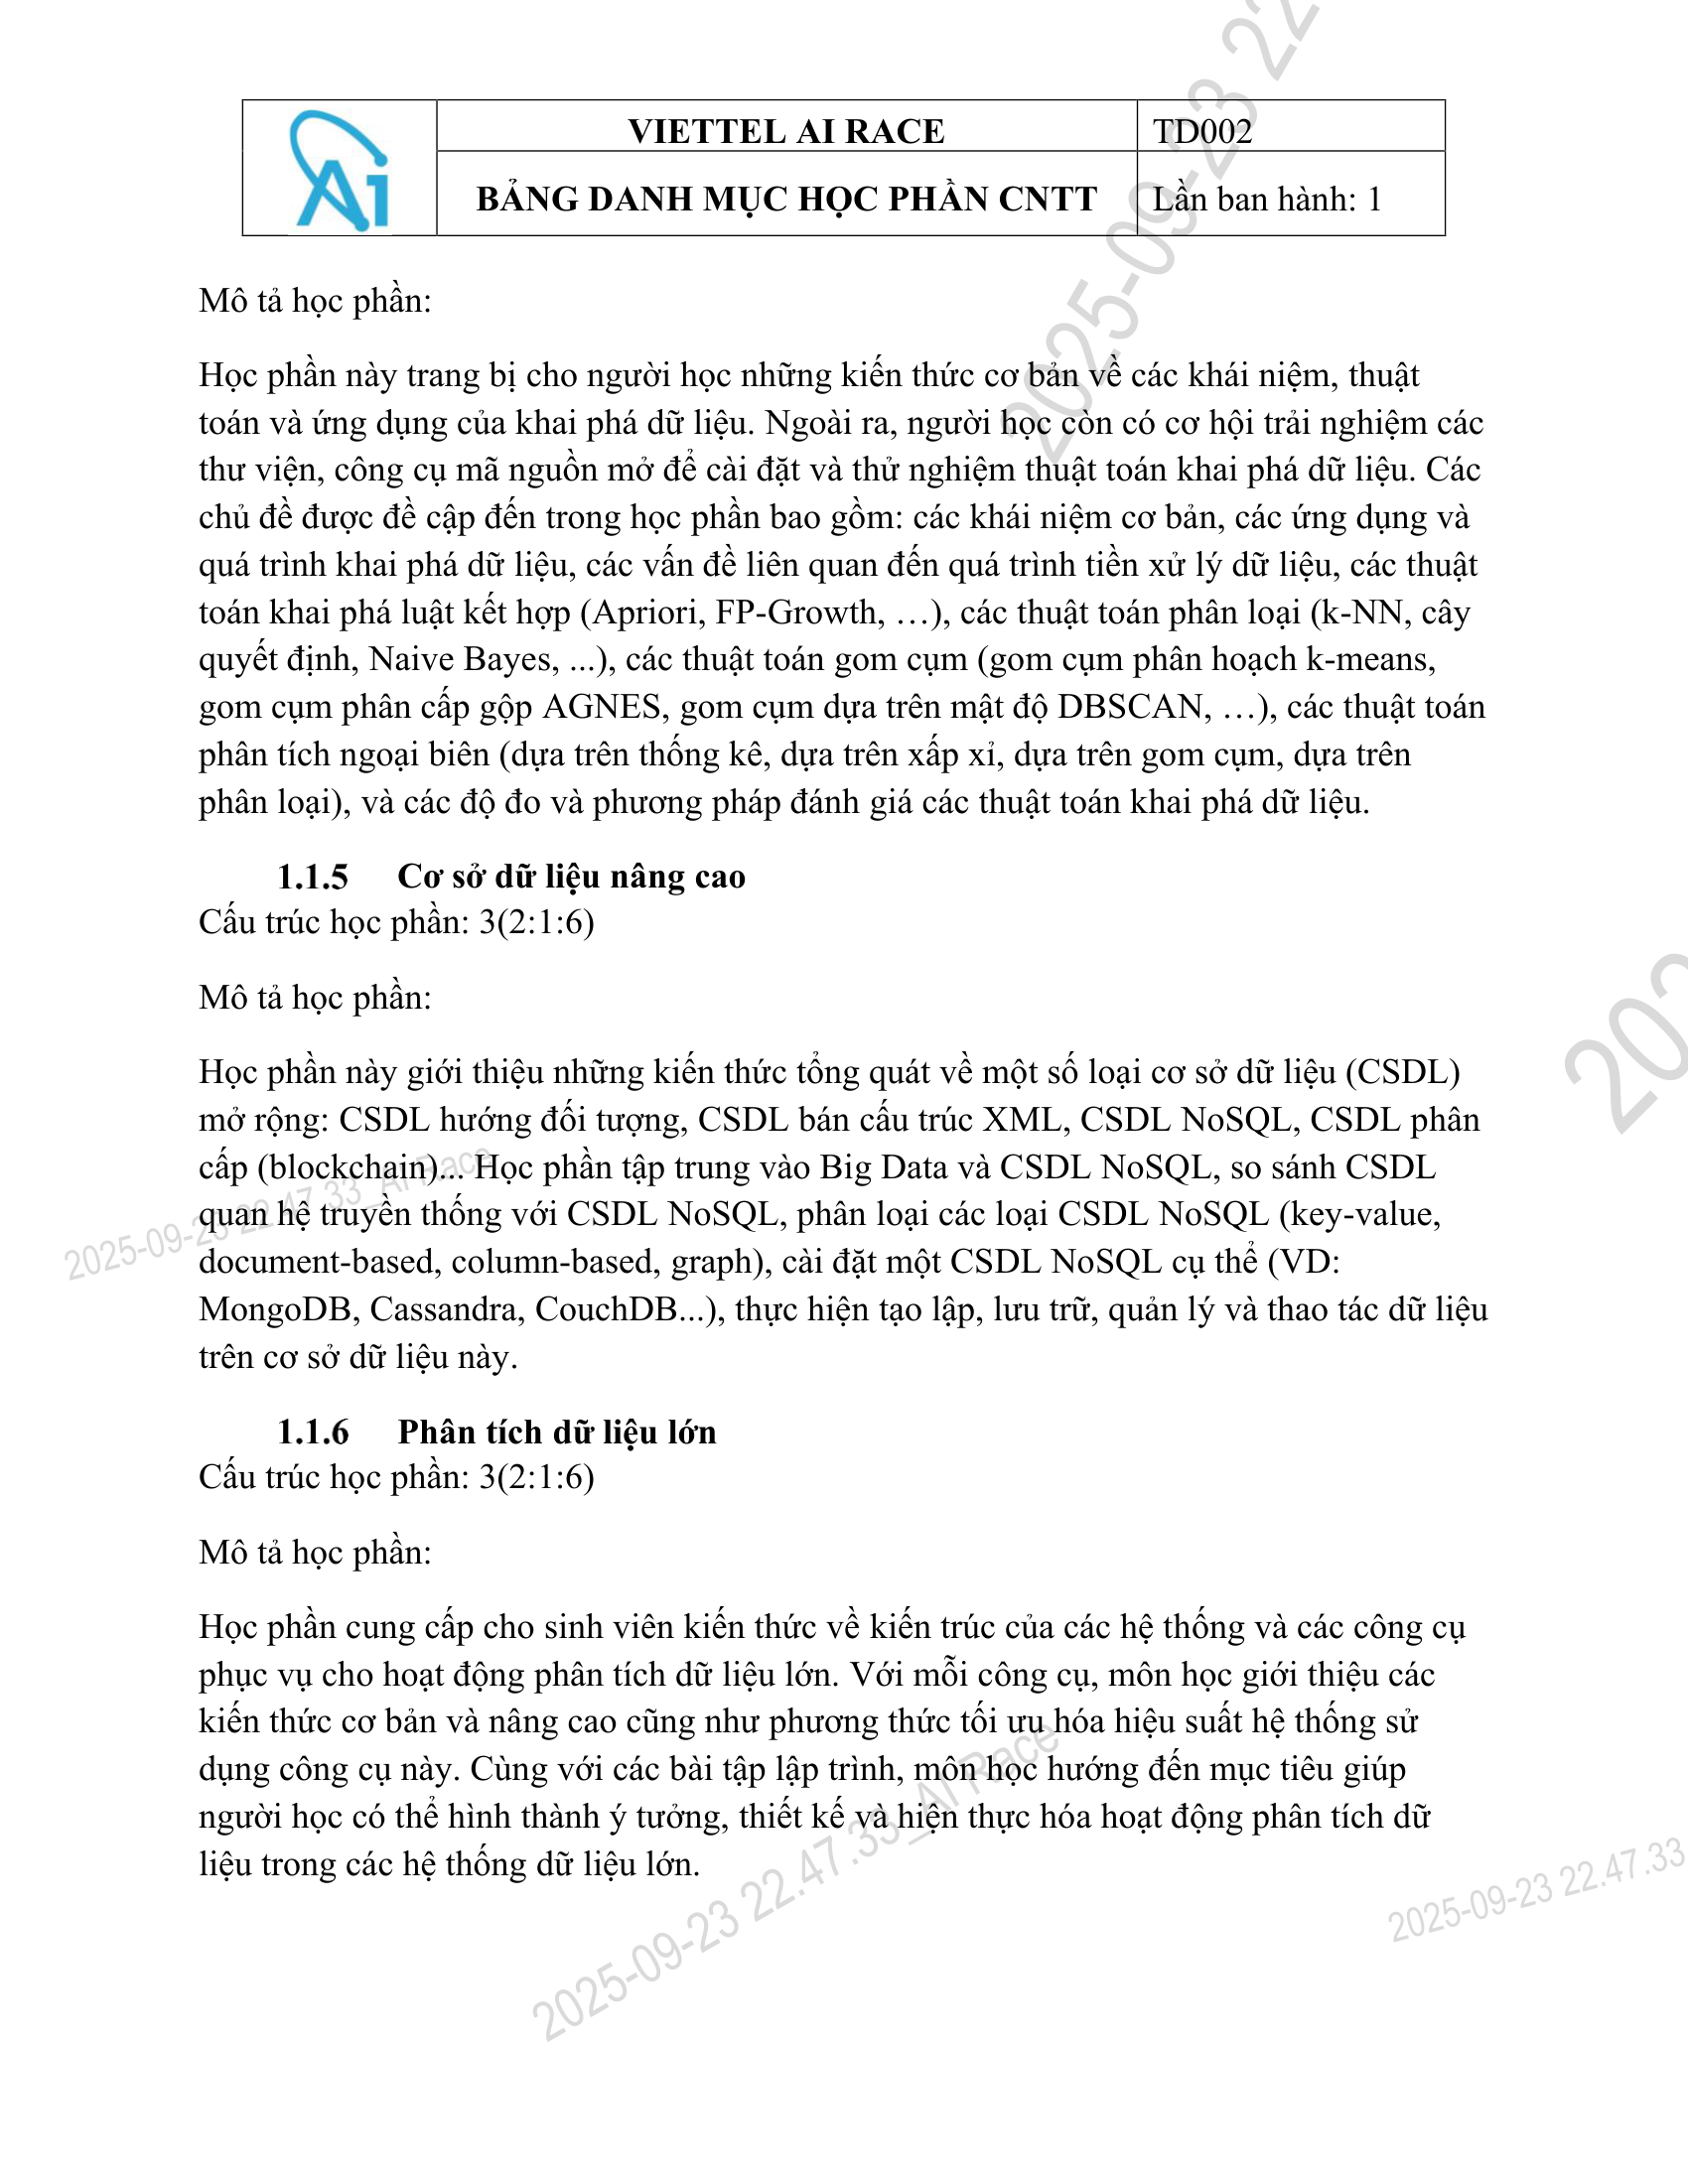 Ai
VIETTEL AI RACE
TD002
BẢNG DANH MỤC HỌC PHẦN CNTT
Lần ban hành: 1
Mô tả học phần:
Học phần này trang bị cho người học những kiến thức cơ bản về các khái niệm, thuật
toán và ứng dụng của khai phá dữ liệu. Ngoài ra, người học còn có cơ hội trải nghiệm các
thư viện, công cụ mã nguồn mở để cài đặt và thử nghiệm thuật toán khai phá dữ liệu. Các
chủ đề được đề cập đến trong học phần bao gồm: các khái niệm cơ bản, các ứng dụng và
quá trình khai phá dữ liệu, các vấn đề liên quan đến quá trình tiền xử lý dữ liệu, các thuật
toán khai phá luật kết hợp (Apriori, FP-Growth, …), các thuật toán phân loại (k-NN, cây
quyết định, Naive Bayes, ...), các thuật toán gom cụm (gom cụm phân hoạch k-means,
gom cụm phân cấp gộp AGNES, gom cụm dựa trên mật độ DBSCAN, …), các thuật toán
phân tích ngoại biên (dựa trên thống kê, dựa trên xấp xỉ, dựa trên gom cụm, dựa trên
phân loại), và các độ đo và phương pháp đánh giá các thuật toán khai phá dữ liệu.
1.1.5 Cơ sở dữ liệu nâng cao
Cấu trúc học phần: 3(2:1:6)
Mô tả học phần:
Học phần này giới thiệu những kiến thức tổng quát về một số loại cơ sở dữ liệu (CSDL)
mở rộng: CSDL hướng đối tượng, CSDL bán cấu trúc XML, CSDL NoSQL, CSDL phân
cấp (blockchain)... Học phần tập trung vào Big Data và CSDL NoSQL, so sánh CSDL
quan hệ truyền thống với CSDL NoSQL, phân loại các loại CSDL NoSQL (key-value,
document-based, column-based, graph), cài đặt một CSDL NoSQL cụ thể (VD:
MongoDB, Cassandra, CouchDB...), thực hiện tạo lập, lưu trữ, quản lý và thao tác dữ liệu
trên cơ sở dữ liệu này.
1.1.6 Phân tích dữ liệu lớn
Cấu trúc học phần: 3(2:1:6)
Mô tả học phần:
Học phần cung cấp cho sinh viên kiến thức về kiến trúc của các hệ thống và các công cụ
phục vụ cho hoạt động phân tích dữ liệu lớn. Với mỗi công cụ, môn học giới thiệu các
kiến thức cơ bản và nâng cao cũng như phương thức tối ưu hóa hiệu suất hệ thống sử
dụng công cụ này. Cùng với các bài tập lập trình, môn học hướng đến mục tiêu giúp
người học có thể hình thành ý tưởng, thiết kế và hiện thực hóa hoạt động phân tích dữ
liệu trong các hệ thống dữ liệu lớn.
2025-09-23 22
202
2025-09-23 22.47.33_AI Race
2025-09-23 22.47.33_AI Race
2025-09-23 22.47.33